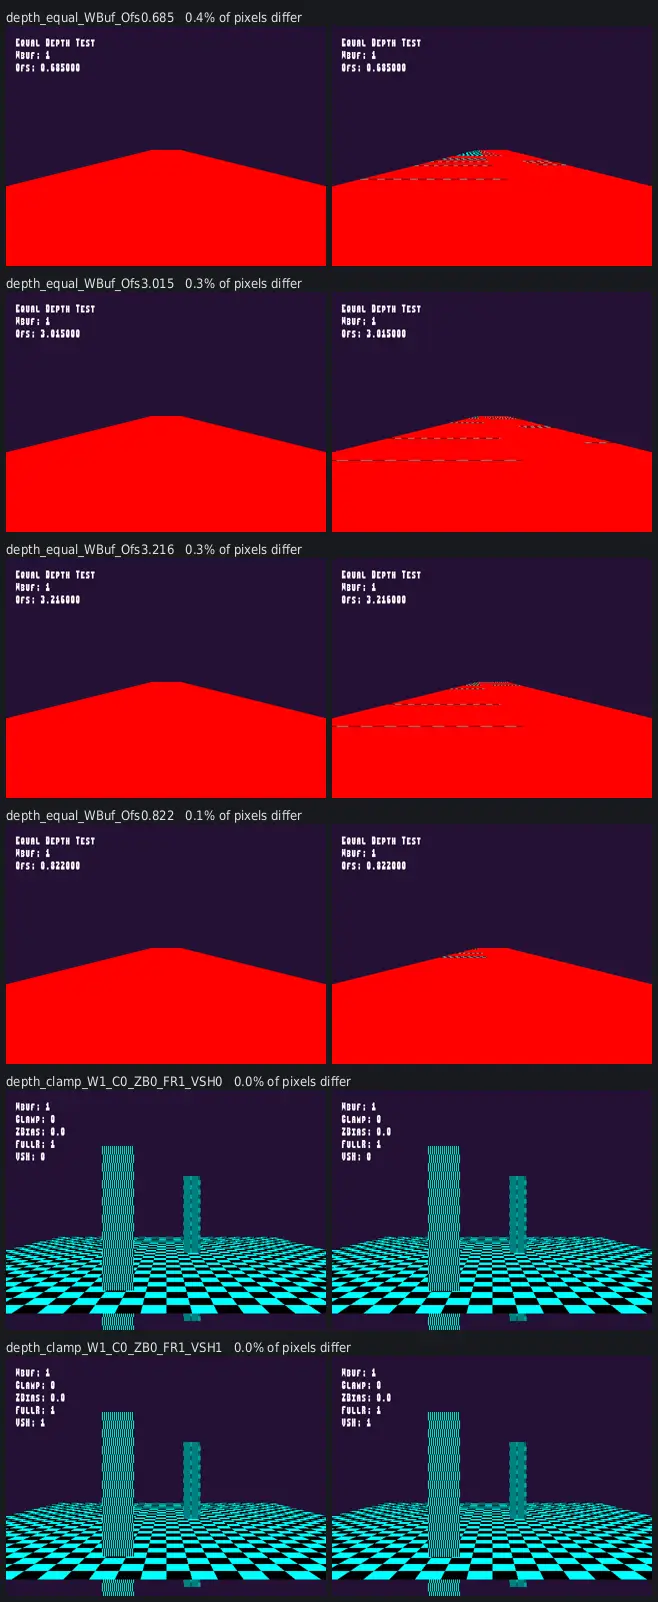 depth_equal_WBuf_Ofs0.685 0.4% of pixels differ
Equal Depth Test
WBuf: 1
Ofs: 0.685000
Equal Depth Test
WBuf: 1
Ofs: 0.685000
depth_equal_WBuf_Ofs3.015 0.3% of pixels differ
Equal Depth Test
WBuf: 1
Ofs: 3.015000
Equal Depth Test
WBuf: 1
Ofs: 3.015000
depth_equal_WBuf_Ofs3.216 0.3% of pixels differ
Equal Depth Test
WBuf: 1
Ofs: 3.216000
Equal Depth Test
WBuf: 1
Ofs: 3.216000
depth_equal_WBuf_Ofs0.822 0.1% of pixels differ
Equal Depth Test
WBuf: 1
Ofs: 0.822000
Equal Depth Test
WBuf: 1
Ofs: 0.822000
depth_clamp_W1_C0_ZB0_FR1_VSH0 0.0% of pixels differ
WBuf: 1
Clamp: 0
ZBias: 0.0
FullR: 1
VSH: 0
WBuf: 1
Clamp: 0
ZBias: 0.0
FullR: 1
VSH: 0
depth_clamp_W1_C0_ZB0_FR1_VSH1 0.0% of pixels differ
WBuf: 1
Clamp: 0
ZBias: 0.0
FullR: 1
VSH: 1
WBuf: 1
Clamp: 0
ZBias: 0.0
FullR: 1
VSH: 1